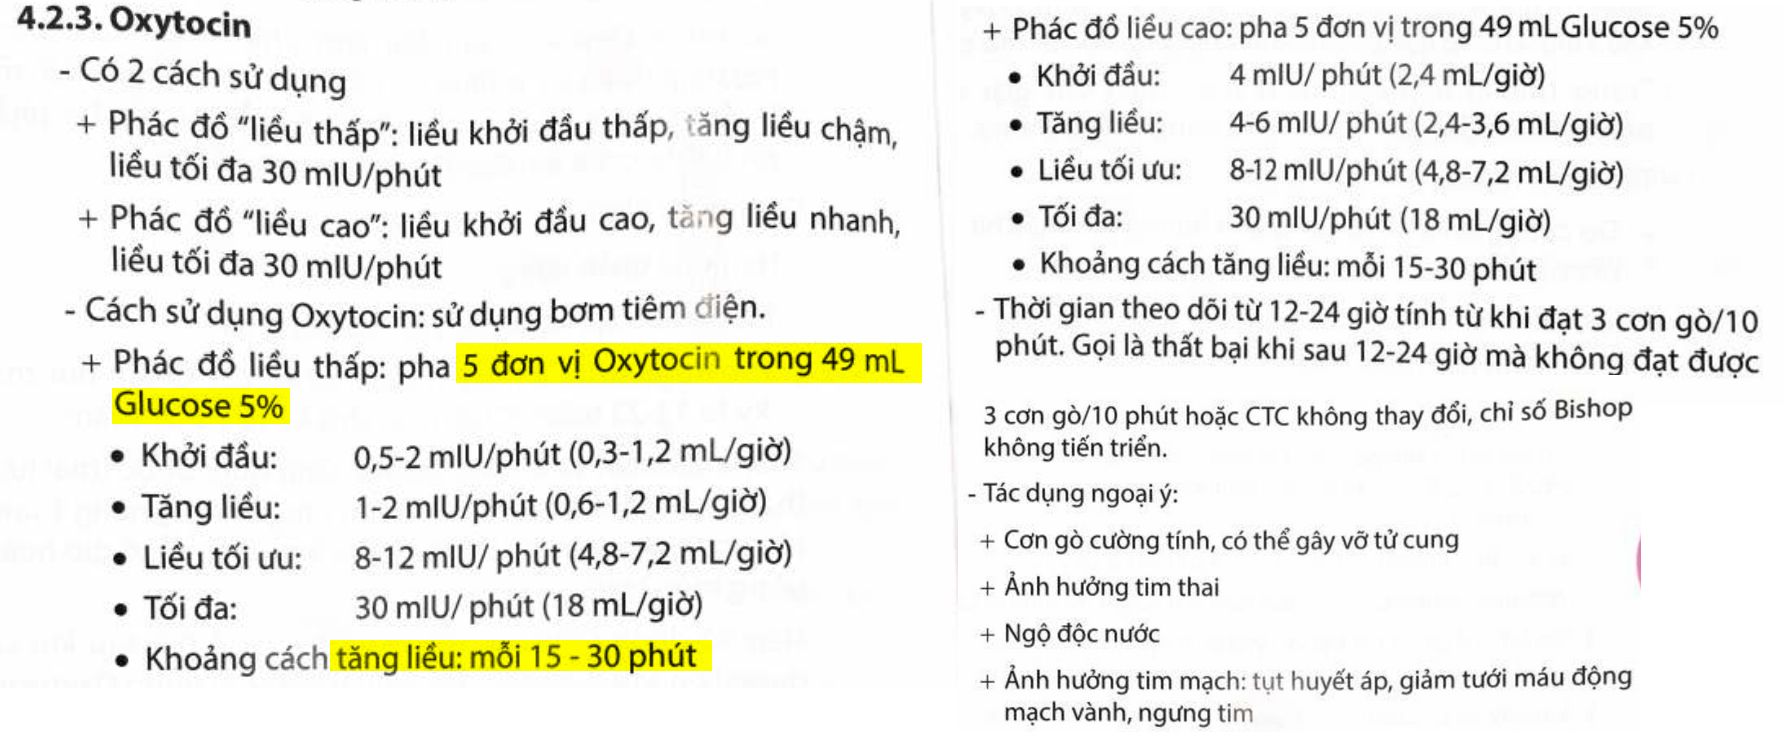 4.2.3. Oxytocin
- Có 2 cách sử dụng
+ Phác đồ “liều thấp”: liều khởi đầu thấp, tăng liều chậm,
liều tối đa 30 mIU/phút
+ Phác đồ “liều cao”: liều khởi đầu cao, tăng liều nhanh,
liều tối đa 30 mIU/phút
- Cách sử dụng Oxytocin: sử dụng bơm tiêm điện.
+ Phác đồ liều thấp: pha 5 đơn vị Oxytocin trong 49 mL
Glucose 5%
• Khởi đầu: 0,5-2 mIU/phút (0,3-1,2 mL/giờ)
• Tăng liều: 1-2 mIU/phút (0,6-1,2 mL/giờ)
• Liều tối ưu: 8-12 mIU/ phút (4,8-7,2 mL/giờ)
• Tối đa: 30 mIU/ phút (18 mL/giờ)
• Khoảng cách tăng liều: mỗi 15 - 30 phút
+ Phác đồ liều cao: pha 5 đơn vị trong 49 mL Glucose 5%
• Khởi đầu: 4 mIU/ phút (2,4 mL/giờ)
• Tăng liều: 4-6 mIU/ phút (2,4-3,6 mL/giờ)
• Liều tối ưu: 8-12 mIU/phút (4,8-7,2 mL/giờ)
• Tối đa: 30 mIU/phút (18 mL/giờ)
• Khoảng cách tăng liều: mỗi 15-30 phút
- Thời gian theo dõi từ 12-24 giờ tính từ khi đạt 3 cơn gò/10
phút. Gọi là thất bại khi sau 12-24 giờ mà không đạt được
3 cơn gò/10 phút hoặc CTC không thay đổi, chỉ số Bishop
không tiến triển.
- Tác dụng ngoại ý:
+ Cơn gò cường tính, có thể gây vỡ tử cung
+ Ảnh hưởng tim thai
+ Ngộ độc nước
+ Ảnh hưởng tim mạch: tụt huyết áp, giảm tưới máu động
mạch vành, ngưng tim